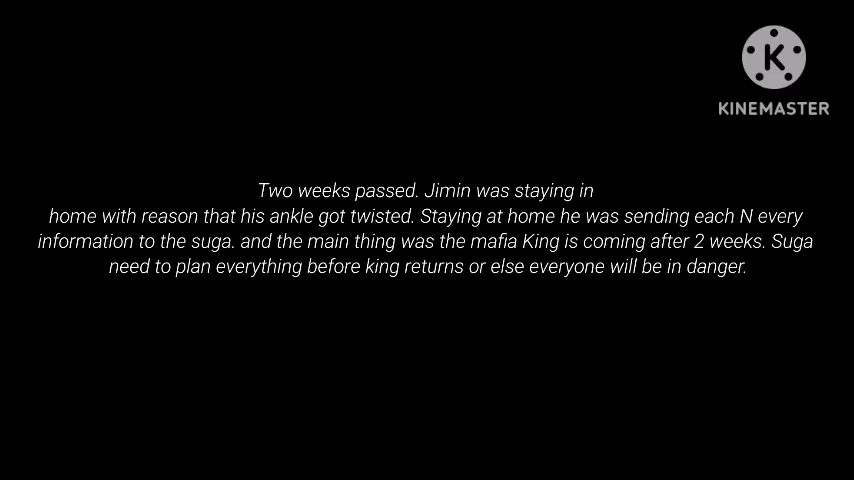 K
KINEMASTER
Two weeks passed. Jimin was staying in
home with reason that his ankle got twisted. Staying at home he was sending each N every
information to the suga. and the main thing was the mafia King is coming after 2 weeks. Suga
need to plan everything before king returns or else everyone will be in danger.